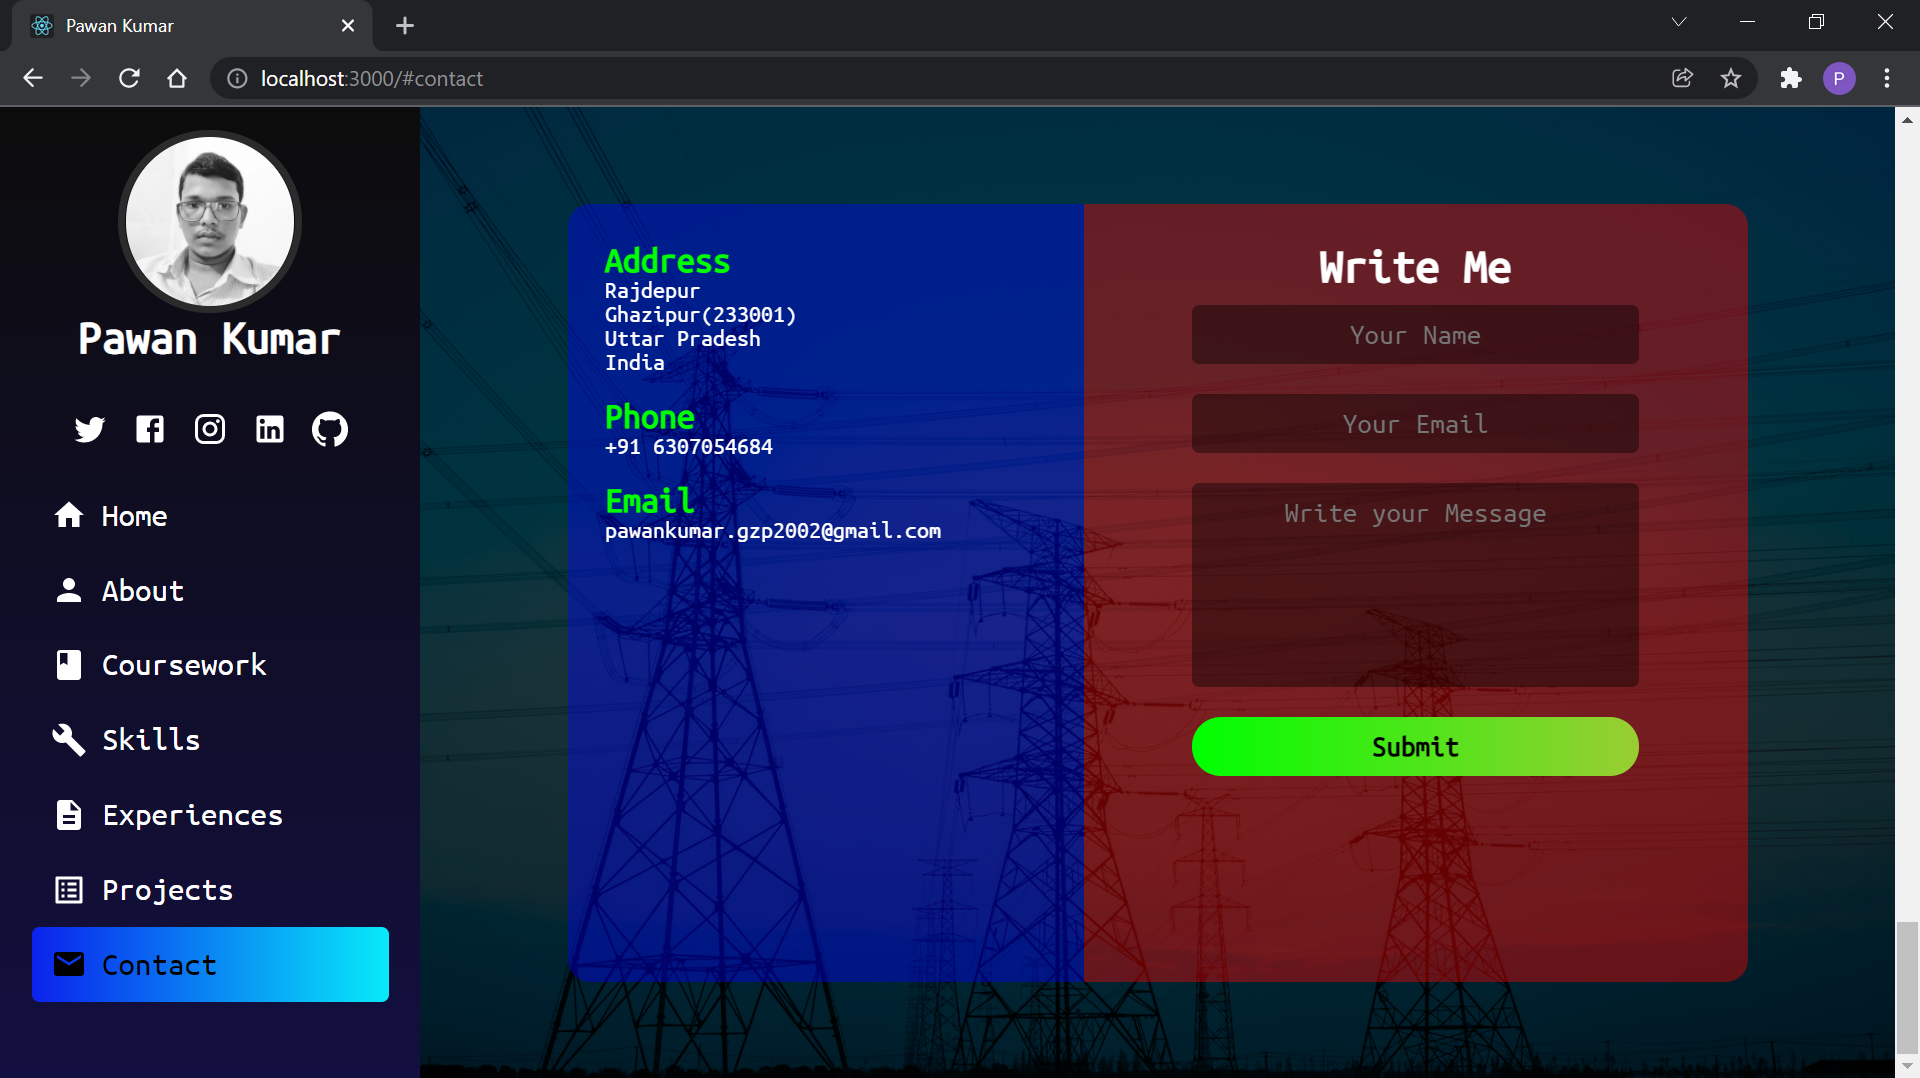 Pawan Kumar
localhost:3000/#contact
P
Pawan Kumar
Home
About
Coursework
Skills
Experiences
Projects
Contact
Address
Rajdepur
Ghazipur(233001)
Uttar Pradesh
India
Phone
+91 6307054684
Email
pawankumar.gzp2002@gmail.com
Write Me
Your Name
Your Email
Write your Message
Submit